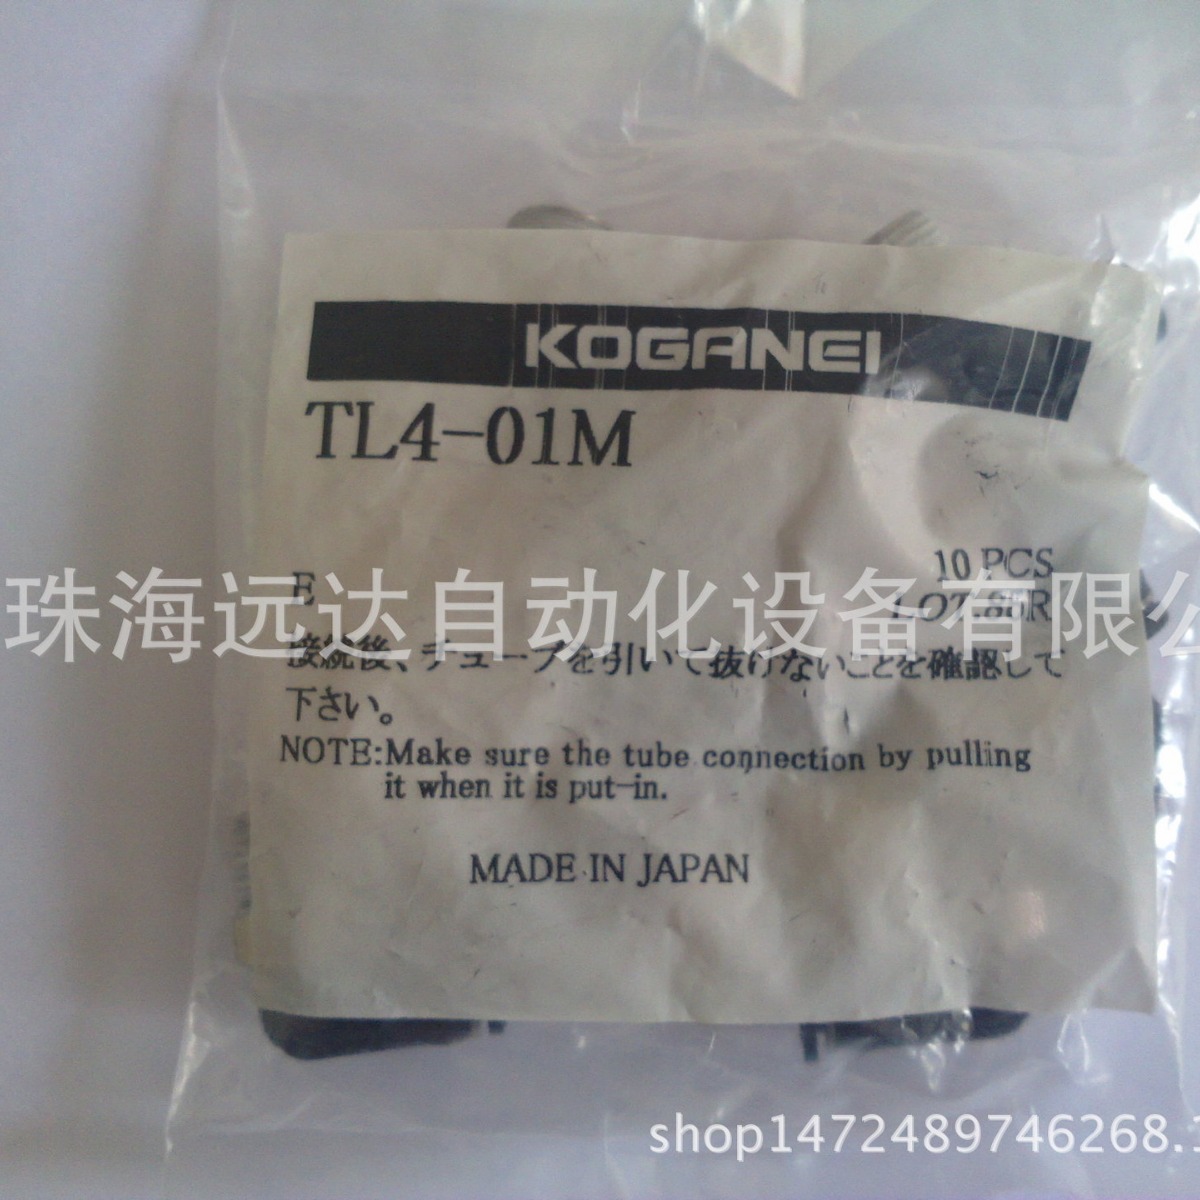 KOGANEI
TL4-01M
10 PCS
E
珠海远达自动化设备有限公
接続後、チューブを引いて抜けないことを確認して
下さい。
NOTE:Make sure the tube connection by pulling
it when it is put-in.
MADE IN JAPAN
shop1472489746268.1